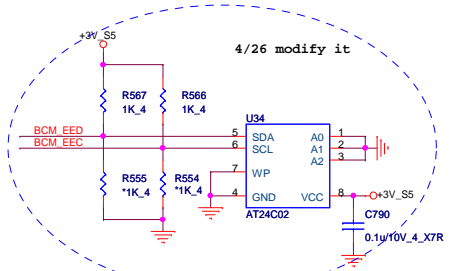 +3V_S5
4/26 modify it
R567
1K_4
R566
1K_4
U34
BCM_EED
BCM_EEC
5 SDA A0 1
6 SCL A1 2
A2 3
7 WP
4 GND VCC 8
+3V_S5
R555
*1K_4
R554
*1K_4
AT24C02
C790
0.1u/10V_4_X7R